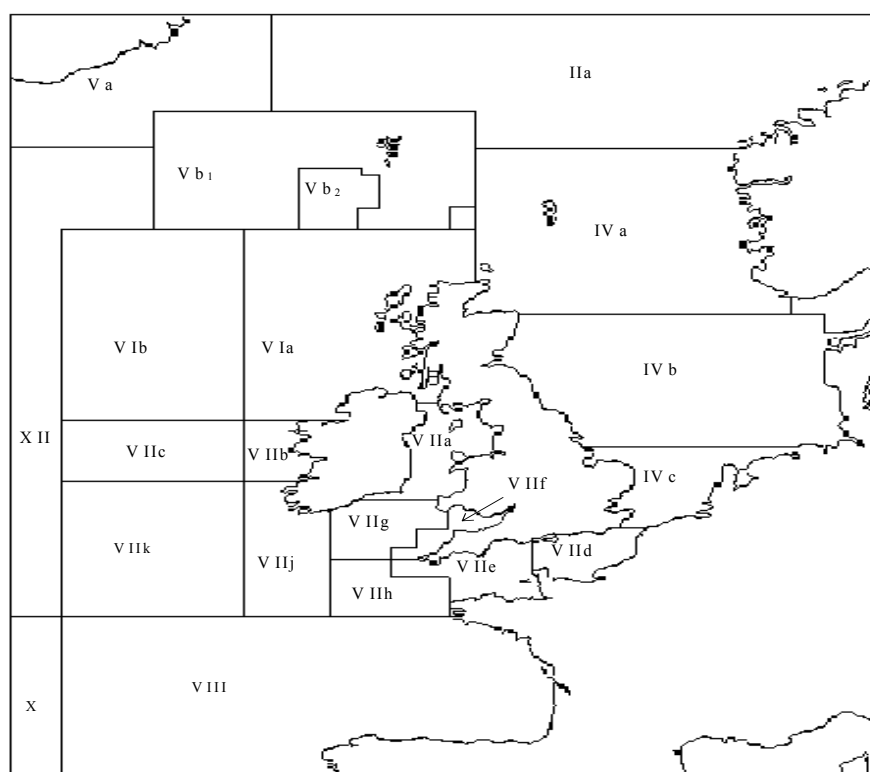 V a
IIa
V b 1
V b 2
IV a
V Ib
V Ia
IV b
X II
V IIc
V IIb
V IIa
IV c
V IIf
V IIg
V IIk
V IIj
V IIe
V IId
V IIh
V III
X